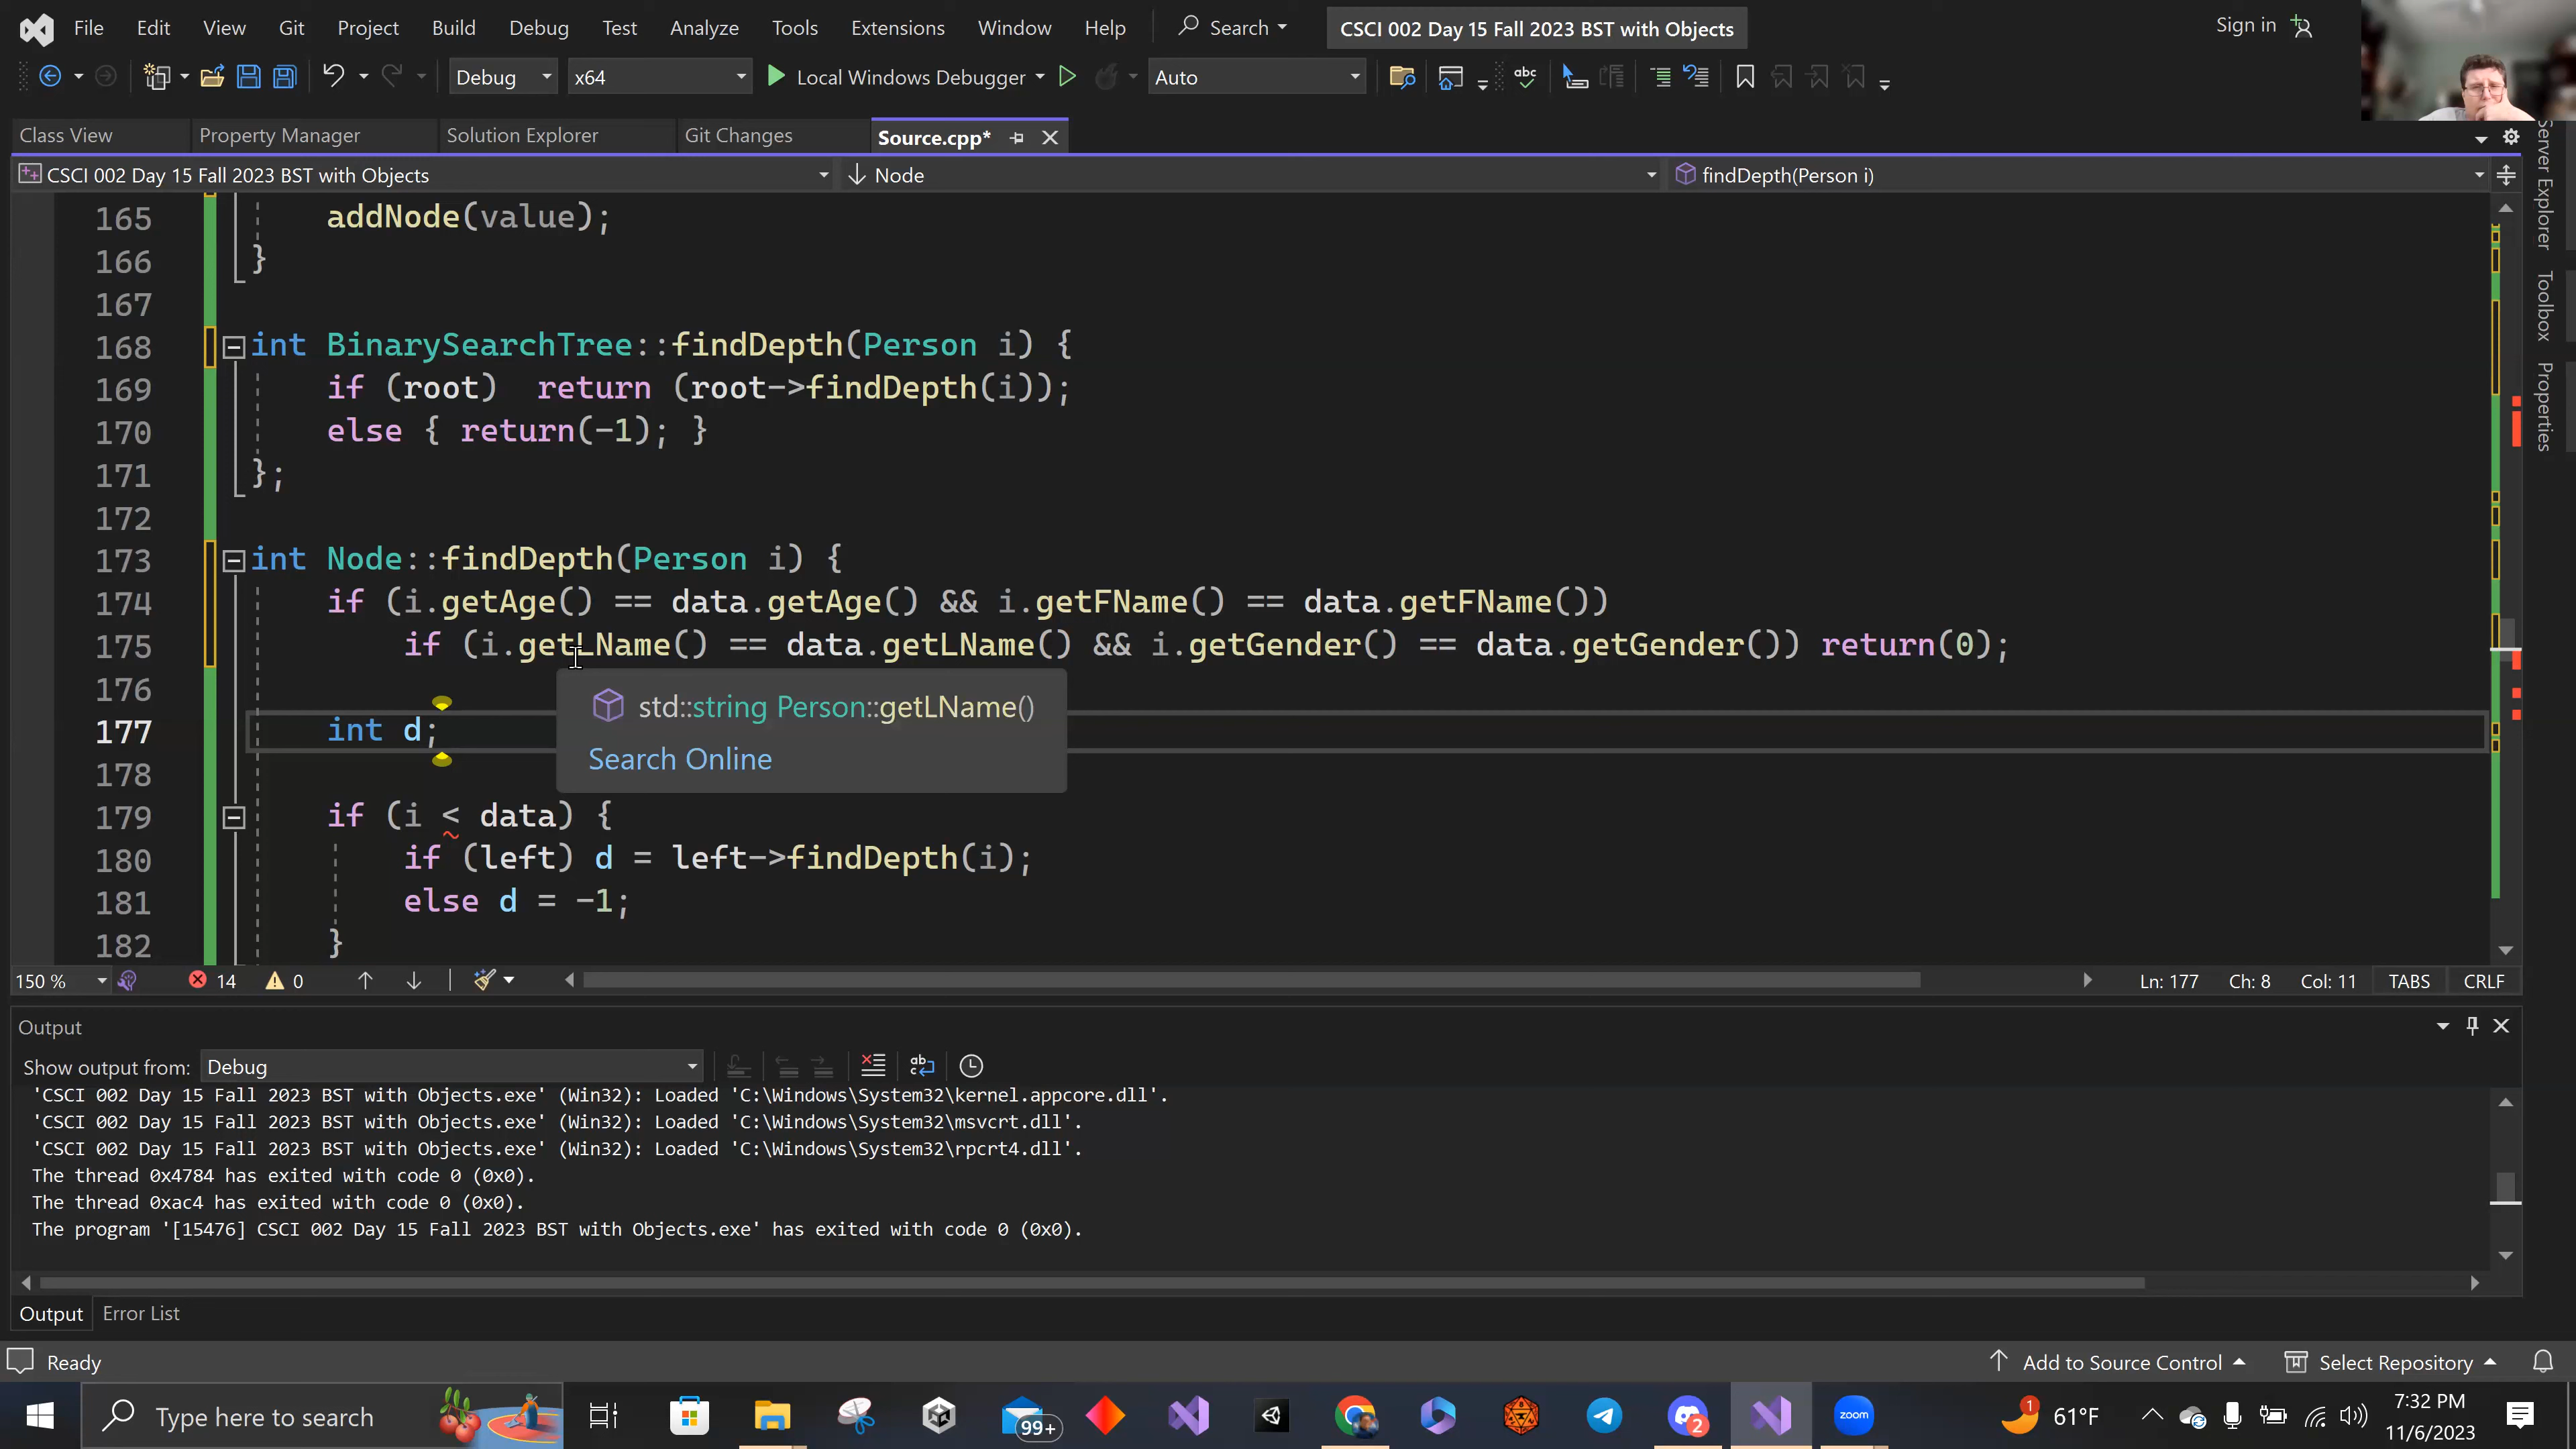 File Edit View Git Project Build Debug Test Analyze Tools Extensions Window Help Search CSCI 002 Day 15 Fall 2023 BST with Objects Sign in
Debug x64 Local Windows Debugger Auto
Class View Property Manager Solution Explorer Git Changes Source.cpp*
CSCI 002 Day 15 Fall 2023 BST with Objects Node findDepth(Person i)
165 addNode(value);
166 }
167
168 int BinarySearchTree::findDepth(Person i) {
169 if (root)  return (root->findDepth(i));
170 else { return(-1); }
171 };
172
173 int Node::findDepth(Person i) {
174 if (i.getAge() == data.getAge() && i.getFName() == data.getFName())
175 if (i.getLName() == data.getLName() && i.getGender() == data.getGender()) return(0);
176
std::string Person::getLName()
177 int d;
Search Online
178
179 if (i < data) {
180 if (left) d = left->findDepth(i);
181 else d = -1;
182 }
Server Explorer
Toolbox
Properties
150 % 14 0 Ln: 177 Ch: 8 Col: 11 TABS CRLF
Output
Show output from: Debug
'CSCI 002 Day 15 Fall 2023 BST with Objects.exe' (Win32): Loaded 'C:\Windows\System32\kernel.appcore.dll'.
'CSCI 002 Day 15 Fall 2023 BST with Objects.exe' (Win32): Loaded 'C:\Windows\System32\msvcrt.dll'.
'CSCI 002 Day 15 Fall 2023 BST with Objects.exe' (Win32): Loaded 'C:\Windows\System32\rpcrt4.dll'.
The thread 0x4784 has exited with code 0 (0x0).
The thread 0xac4 has exited with code 0 (0x0).
The program '[15476] CSCI 002 Day 15 Fall 2023 BST with Objects.exe' has exited with code 0 (0x0).
Output Error List
Ready Add to Source Control Select Repository
Type here to search 99+ 2 zoom 1 61°F 7:32 PM
11/6/2023